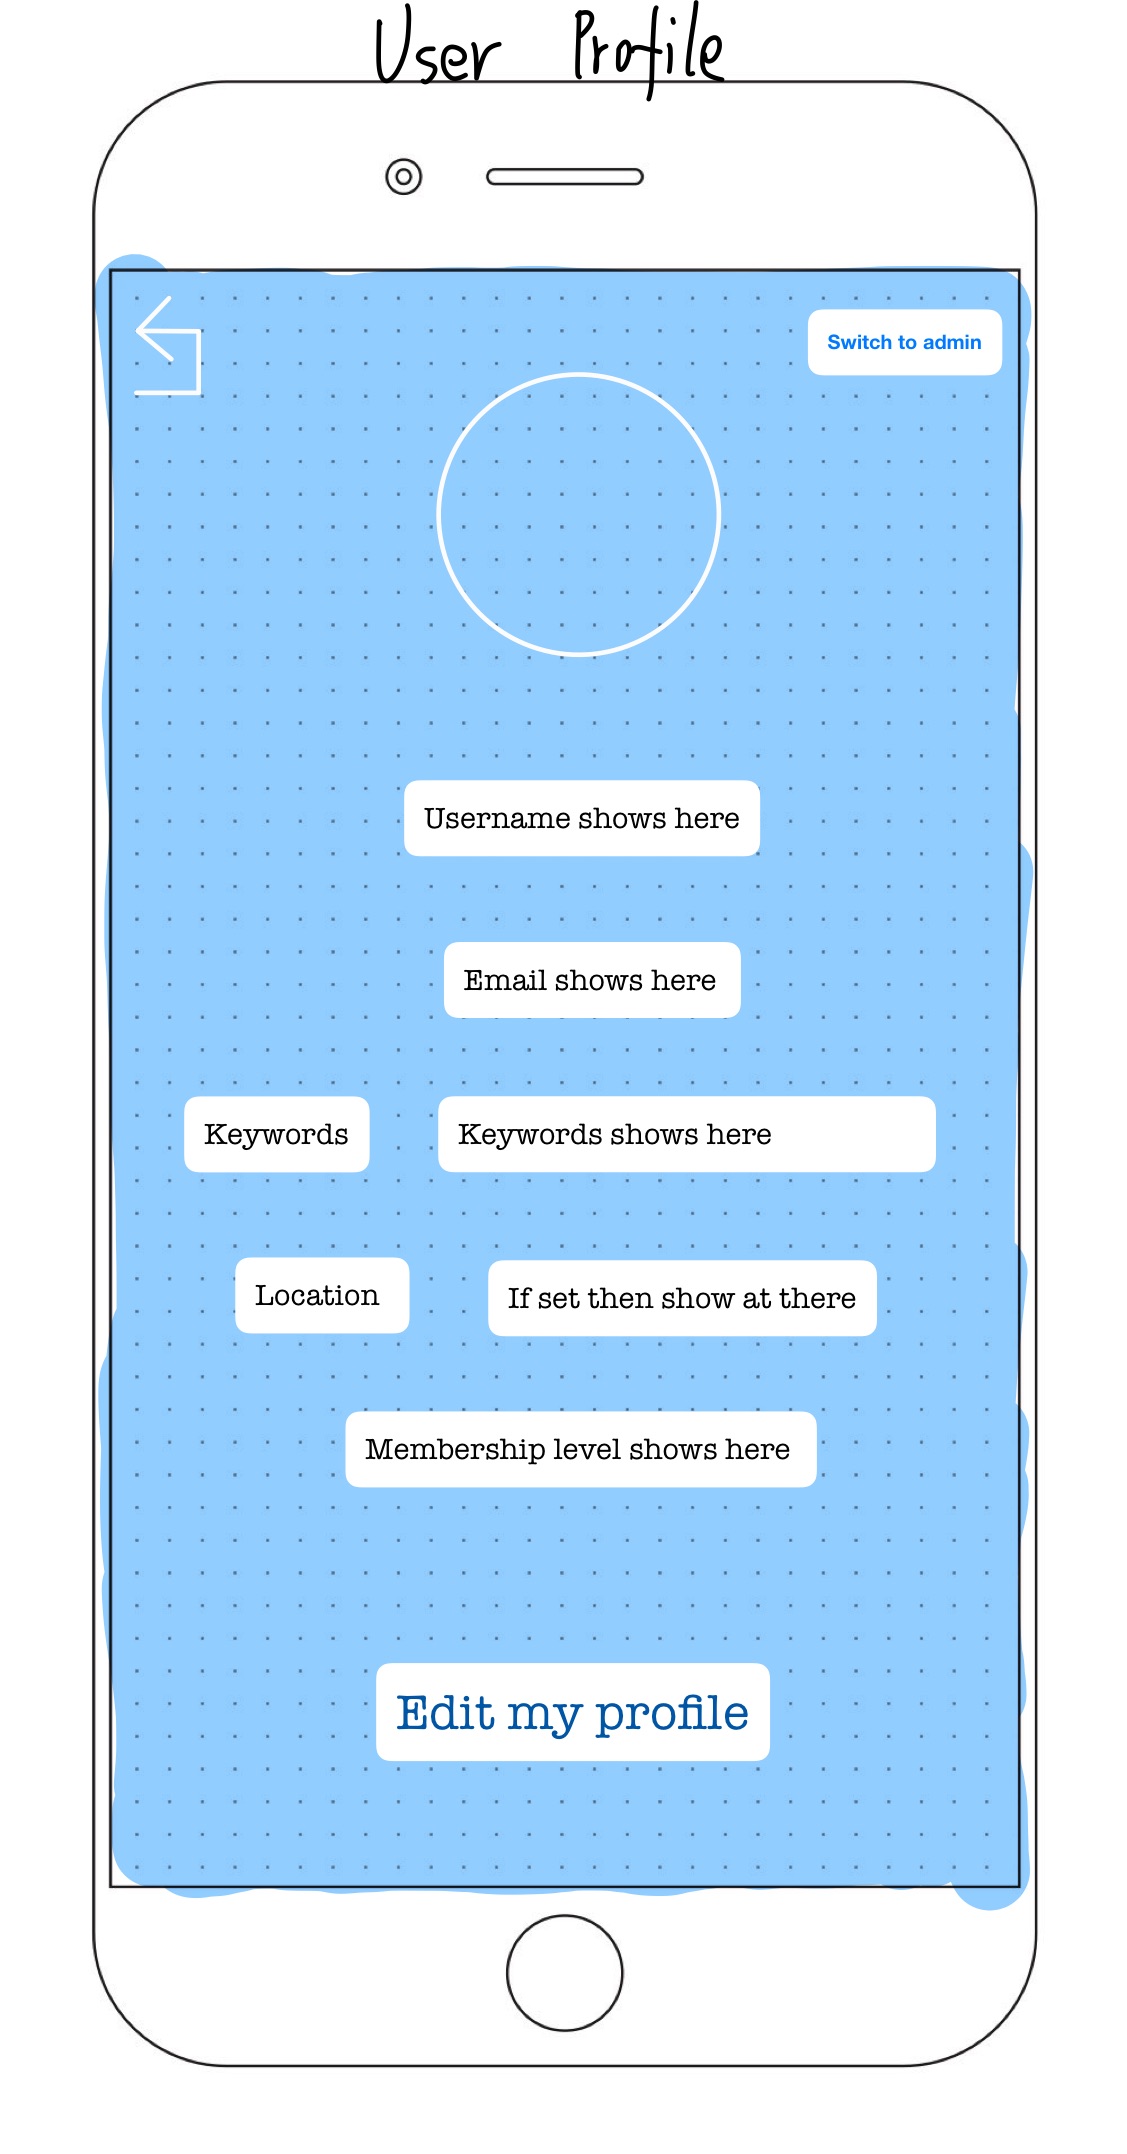 User Profile
Switch to admin
Username shows here
Email shows here
Keywords
Keywords shows here
Location
If set then show at there
Membership level shows here
Edit my profile